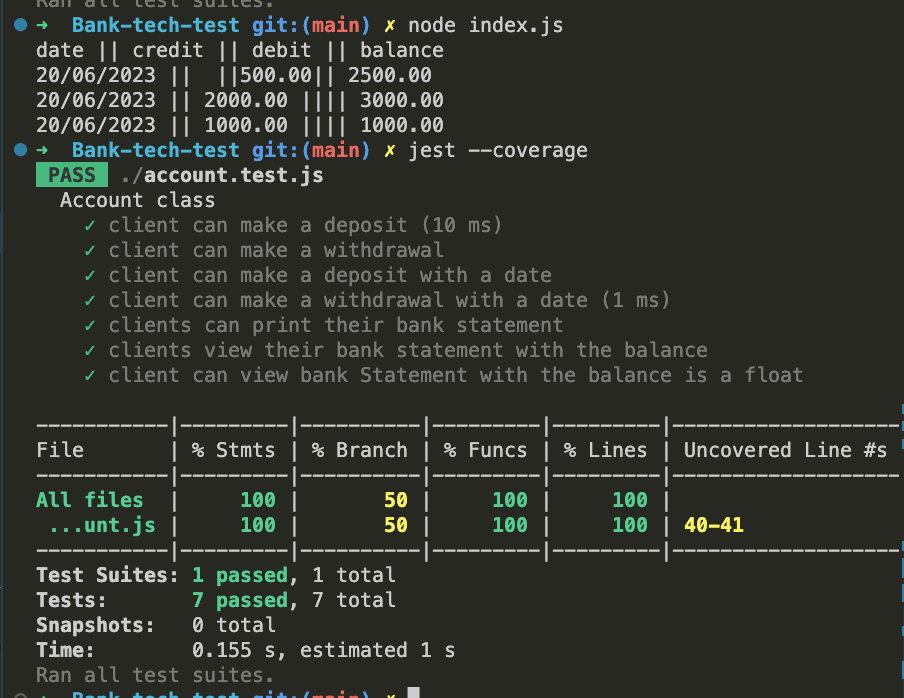 Ran all test suites.
➜ Bank-tech-test git:(main) ✗ node index.js
date || credit || debit || balance
20/06/2023 ||  ||500.00|| 2500.00
20/06/2023 || 2000.00 |||| 3000.00
20/06/2023 || 1000.00 |||| 1000.00
➜ Bank-tech-test git:(main) ✗ jest --coverage
PASS ./account.test.js
Account class
✓ client can make a deposit (10 ms)
✓ client can make a withdrawal
✓ client can make a deposit with a date
✓ client can make a withdrawal with a date (1 ms)
✓ clients can print their bank statement
✓ clients view their bank statement with the balance
✓ client can view bank Statement with the balance is a float
-----------|---------|----------|---------|---------|-------------------
File | % Stmts | % Branch | % Funcs | % Lines | Uncovered Line #s
-----------|---------|----------|---------|---------|-------------------
All files | 100 | 50 | 100 | 100 |
...unt.js | 100 | 50 | 100 | 100 | 40-41
-----------|---------|----------|---------|---------|-------------------
Test Suites: 1 passed, 1 total
Tests: 7 passed, 7 total
Snapshots: 0 total
Time: 0.155 s, estimated 1 s
Ran all test suites.
➜ Bank-tech-test git:(main) ✗